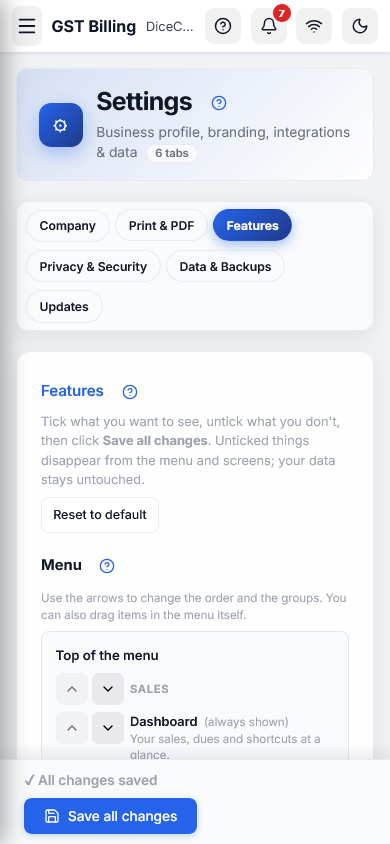 GST Billing DiceC... 7
Settings
Business profile, branding, integrations
& data 6 tabs
Company Print & PDF Features
Privacy & Security Data & Backups
Updates
Features
Tick what you want to see, untick what you don't,
then click Save all changes. Unticked things
disappear from the menu and screens; your data
stays untouched.
Reset to default
Menu
Use the arrows to change the order and the groups. You
can also drag items in the menu itself.
Top of the menu
SALES
Dashboard (always shown)
Your sales, dues and shortcuts at a
glance.
✓ All changes saved
Save all changes